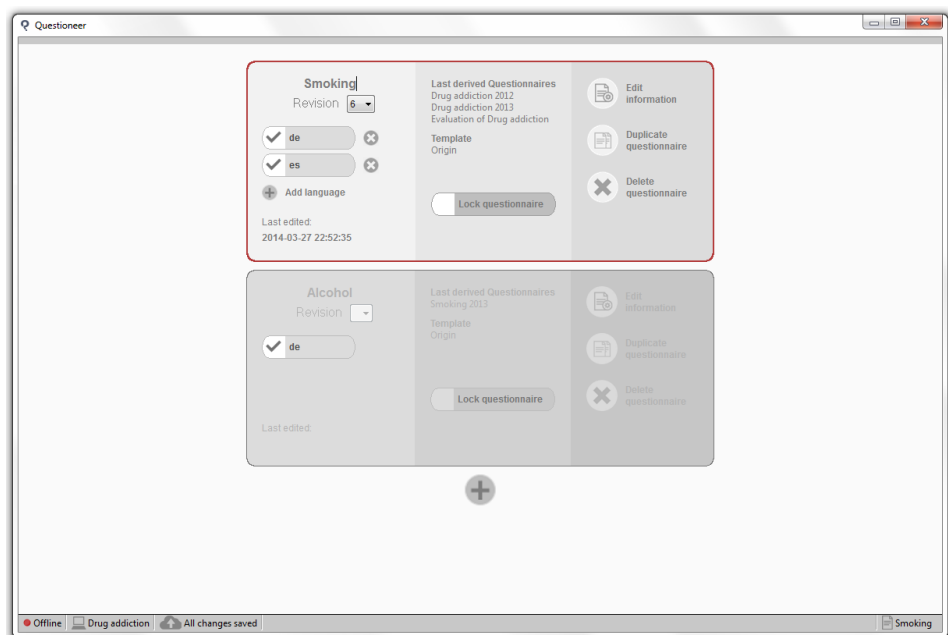 Questioneer
Smoking
Revision 6
de
es
Add language
Last edited:
2014-03-27 22:52:35
Last derived Questionnaires
Drug addiction 2012
Drug addiction 2013
Evaluation of Drug addiction
Template
Origin
Lock questionnaire
Edit
information
Duplicate
questionnaire
Delete
questionnaire
Alcohol
Revision
de
Last edited:
Last derived Questionnaires
Smoking 2013
Template
Origin
Lock questionnaire
Edit
information
Duplicate
questionnaire
Delete
questionnaire
Offline Drug addiction All changes saved Smoking